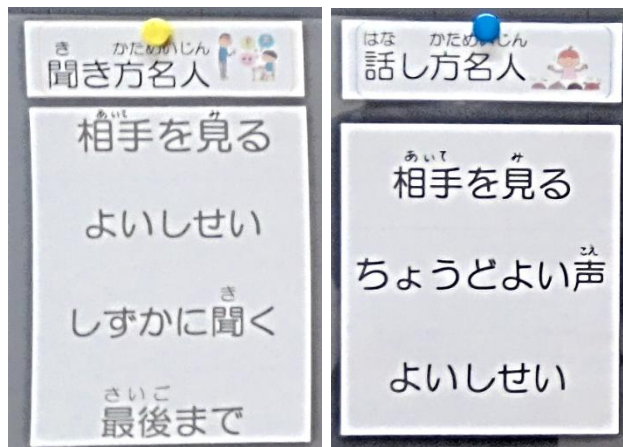 聞き方名人
相手を見る
よいしせい
しずかに聞く
最後まで
話し方名人
相手を見る
ちょうどよい声
よいしせい